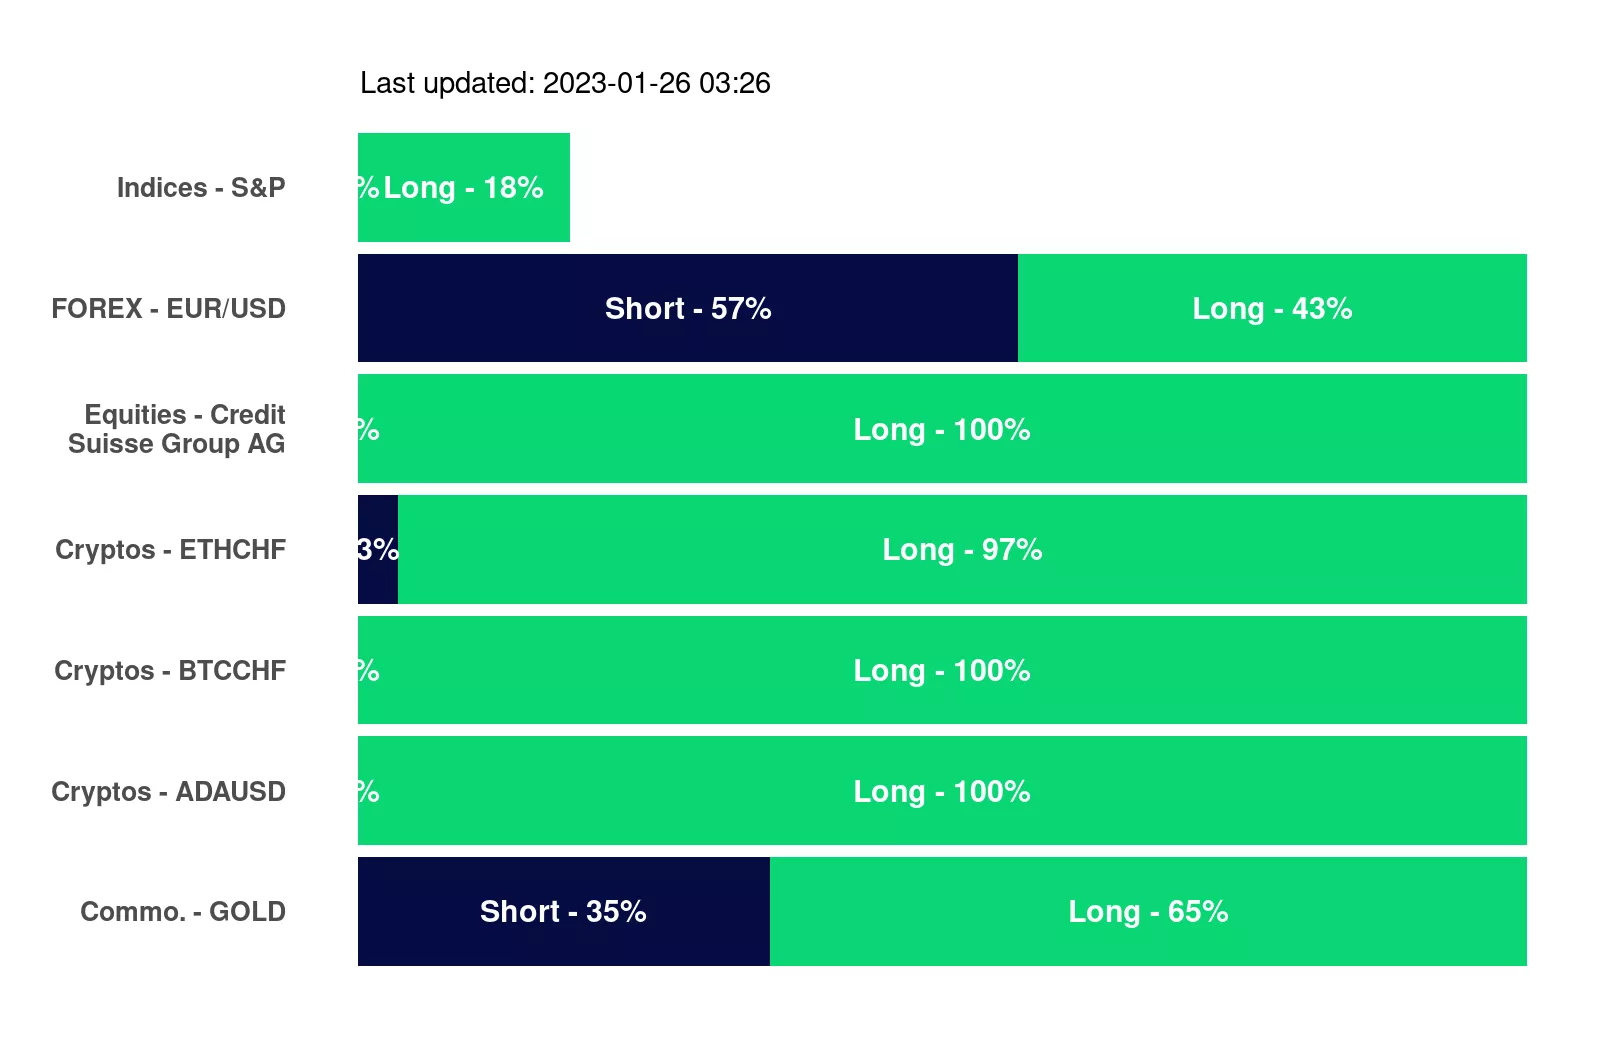 Last updated: 2023-01-26 03:26
Indices - S&P
% Long - 18%
FOREX - EUR/USD
Short - 57%
Long - 43%
Equities - Credit
Suisse Group AG
%
Long - 100%
Cryptos - ETHCHF
3%
Long - 97%
Cryptos - BTCCHF
%
Long - 100%
Cryptos - ADAUSD
%
Long - 100%
Commo. - GOLD
Short - 35%
Long - 65%